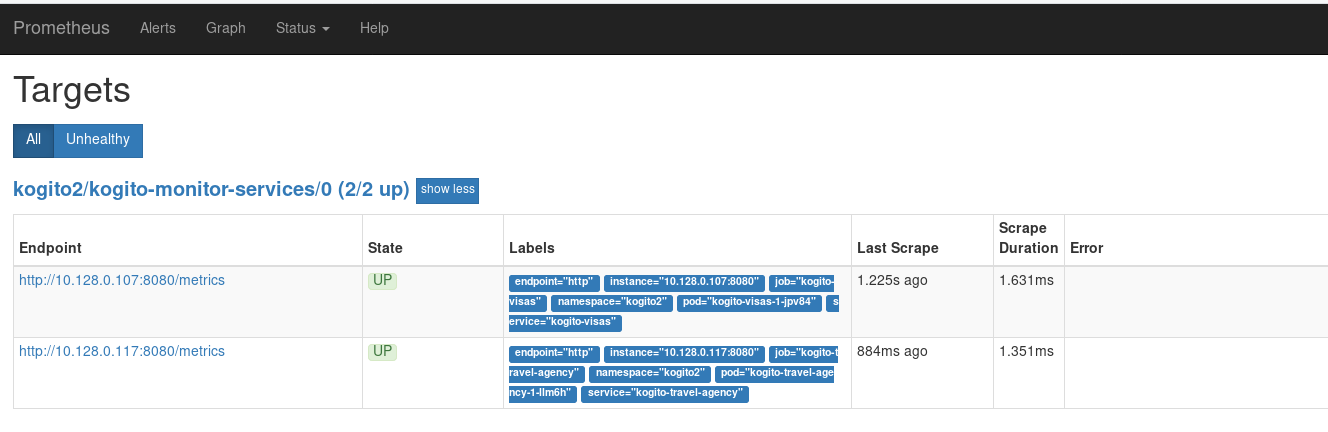 Prometheus Alerts Graph Status Help
Targets
All Unhealthy
kogito2/kogito-monitor-services/0 (2/2 up) show less
Endpoint State Labels Last Scrape Scrape Duration Error
http://10.128.0.107:8080/metrics UP endpoint="http" instance="10.128.0.107:8080" job="kogito-
visas" namespace="kogito2" pod="kogito-visas-1-jpv84" s
ervice="kogito-visas" 1.225s ago 1.631ms
http://10.128.0.117:8080/metrics UP endpoint="http" instance="10.128.0.117:8080" job="kogito-t
ravel-agency" namespace="kogito2" pod="kogito-travel-age
ncy-1-llm6h" service="kogito-travel-agency" 884ms ago 1.351ms